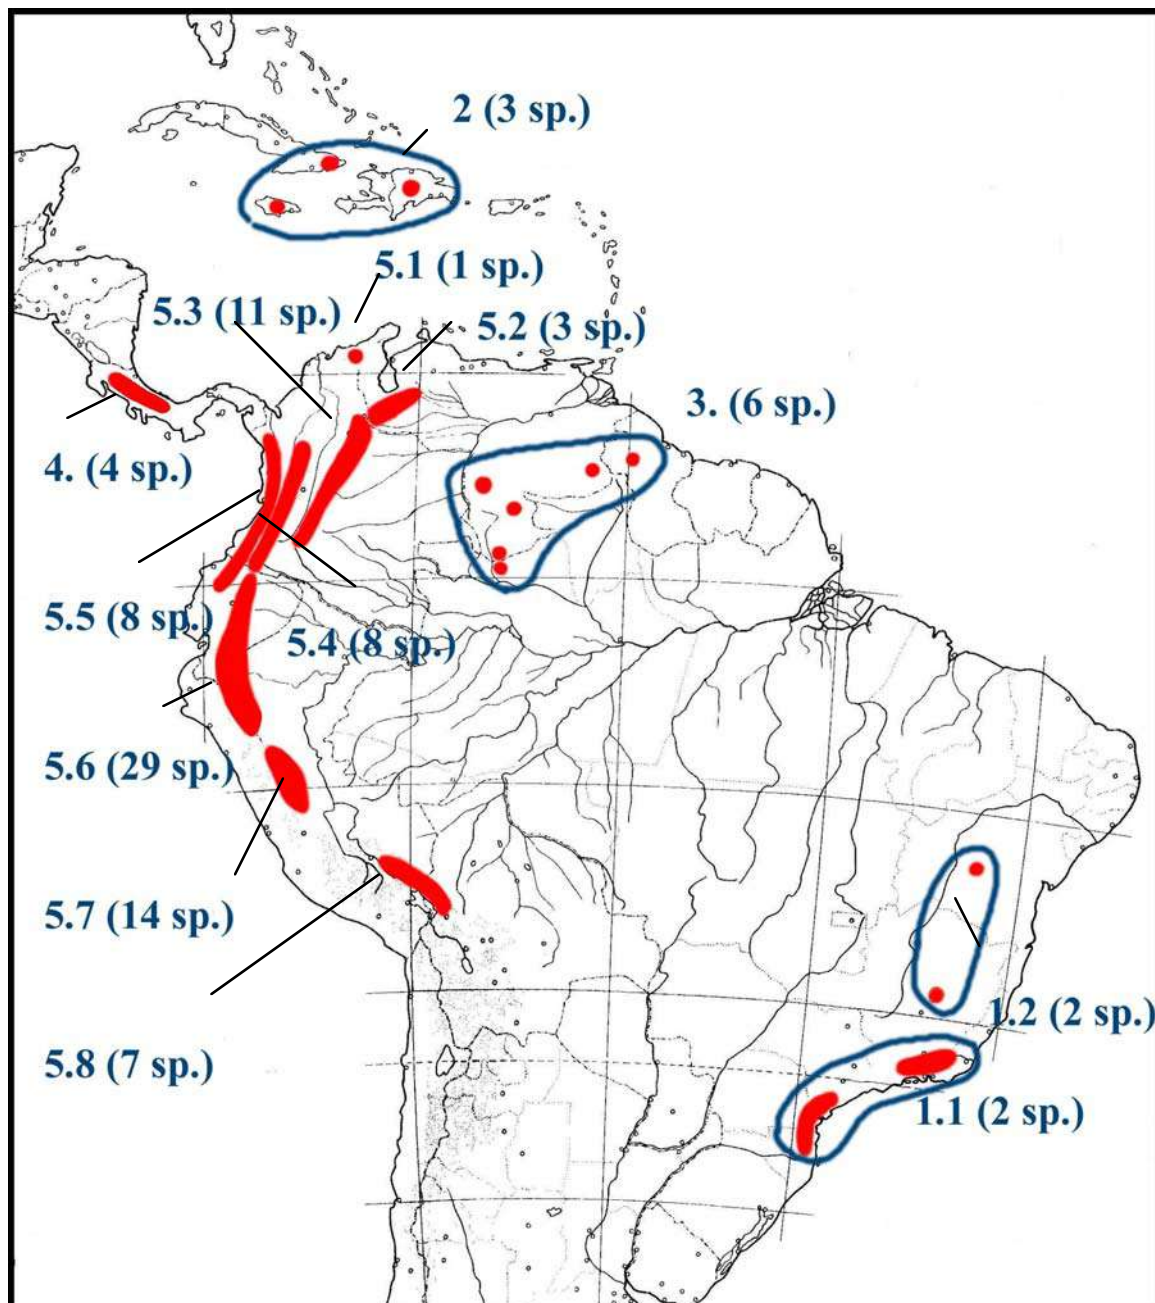 2 (3 sp.)
5.1 (1 sp.)
5.3 (11 sp.)
5.2 (3 sp.)
3. (6 sp.)
4. (4 sp.)
5.5 (8 sp.)
5.4 (8 sp.)
5.6 (29 sp.)
5.7 (14 sp.)
1.2 (2 sp.)
5.8 (7 sp.)
1.1 (2 sp.)